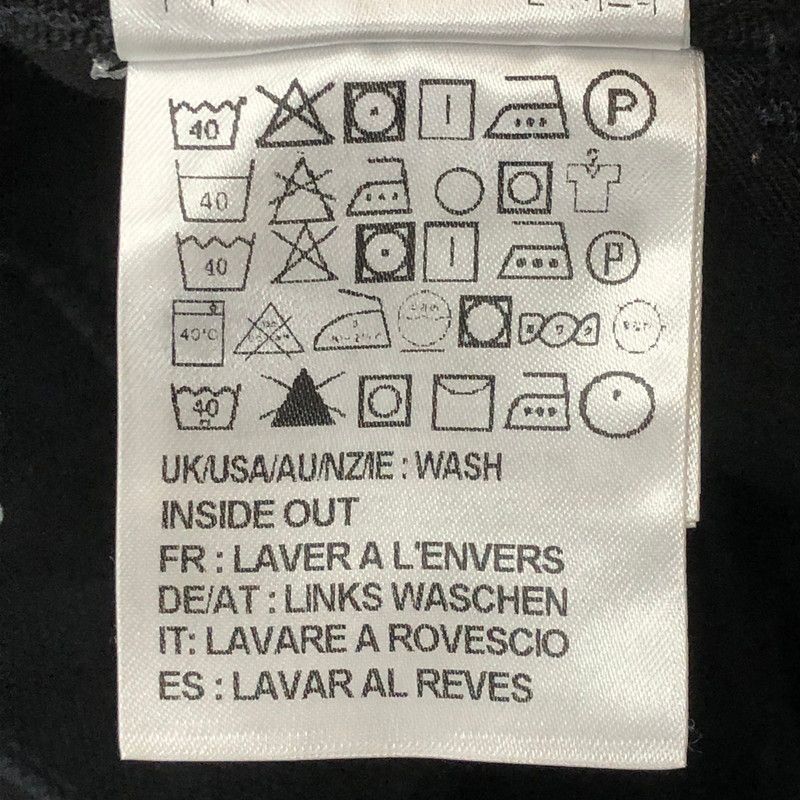 40 P
40
40 P
40°C
40
UK/USA/AU/NZ/IE : WASH
INSIDE OUT
FR : LAVER A L'ENVERS
DE/AT : LINKS WASCHEN
IT: LAVARE A ROVESCIO
ES : LAVAR AL REVES